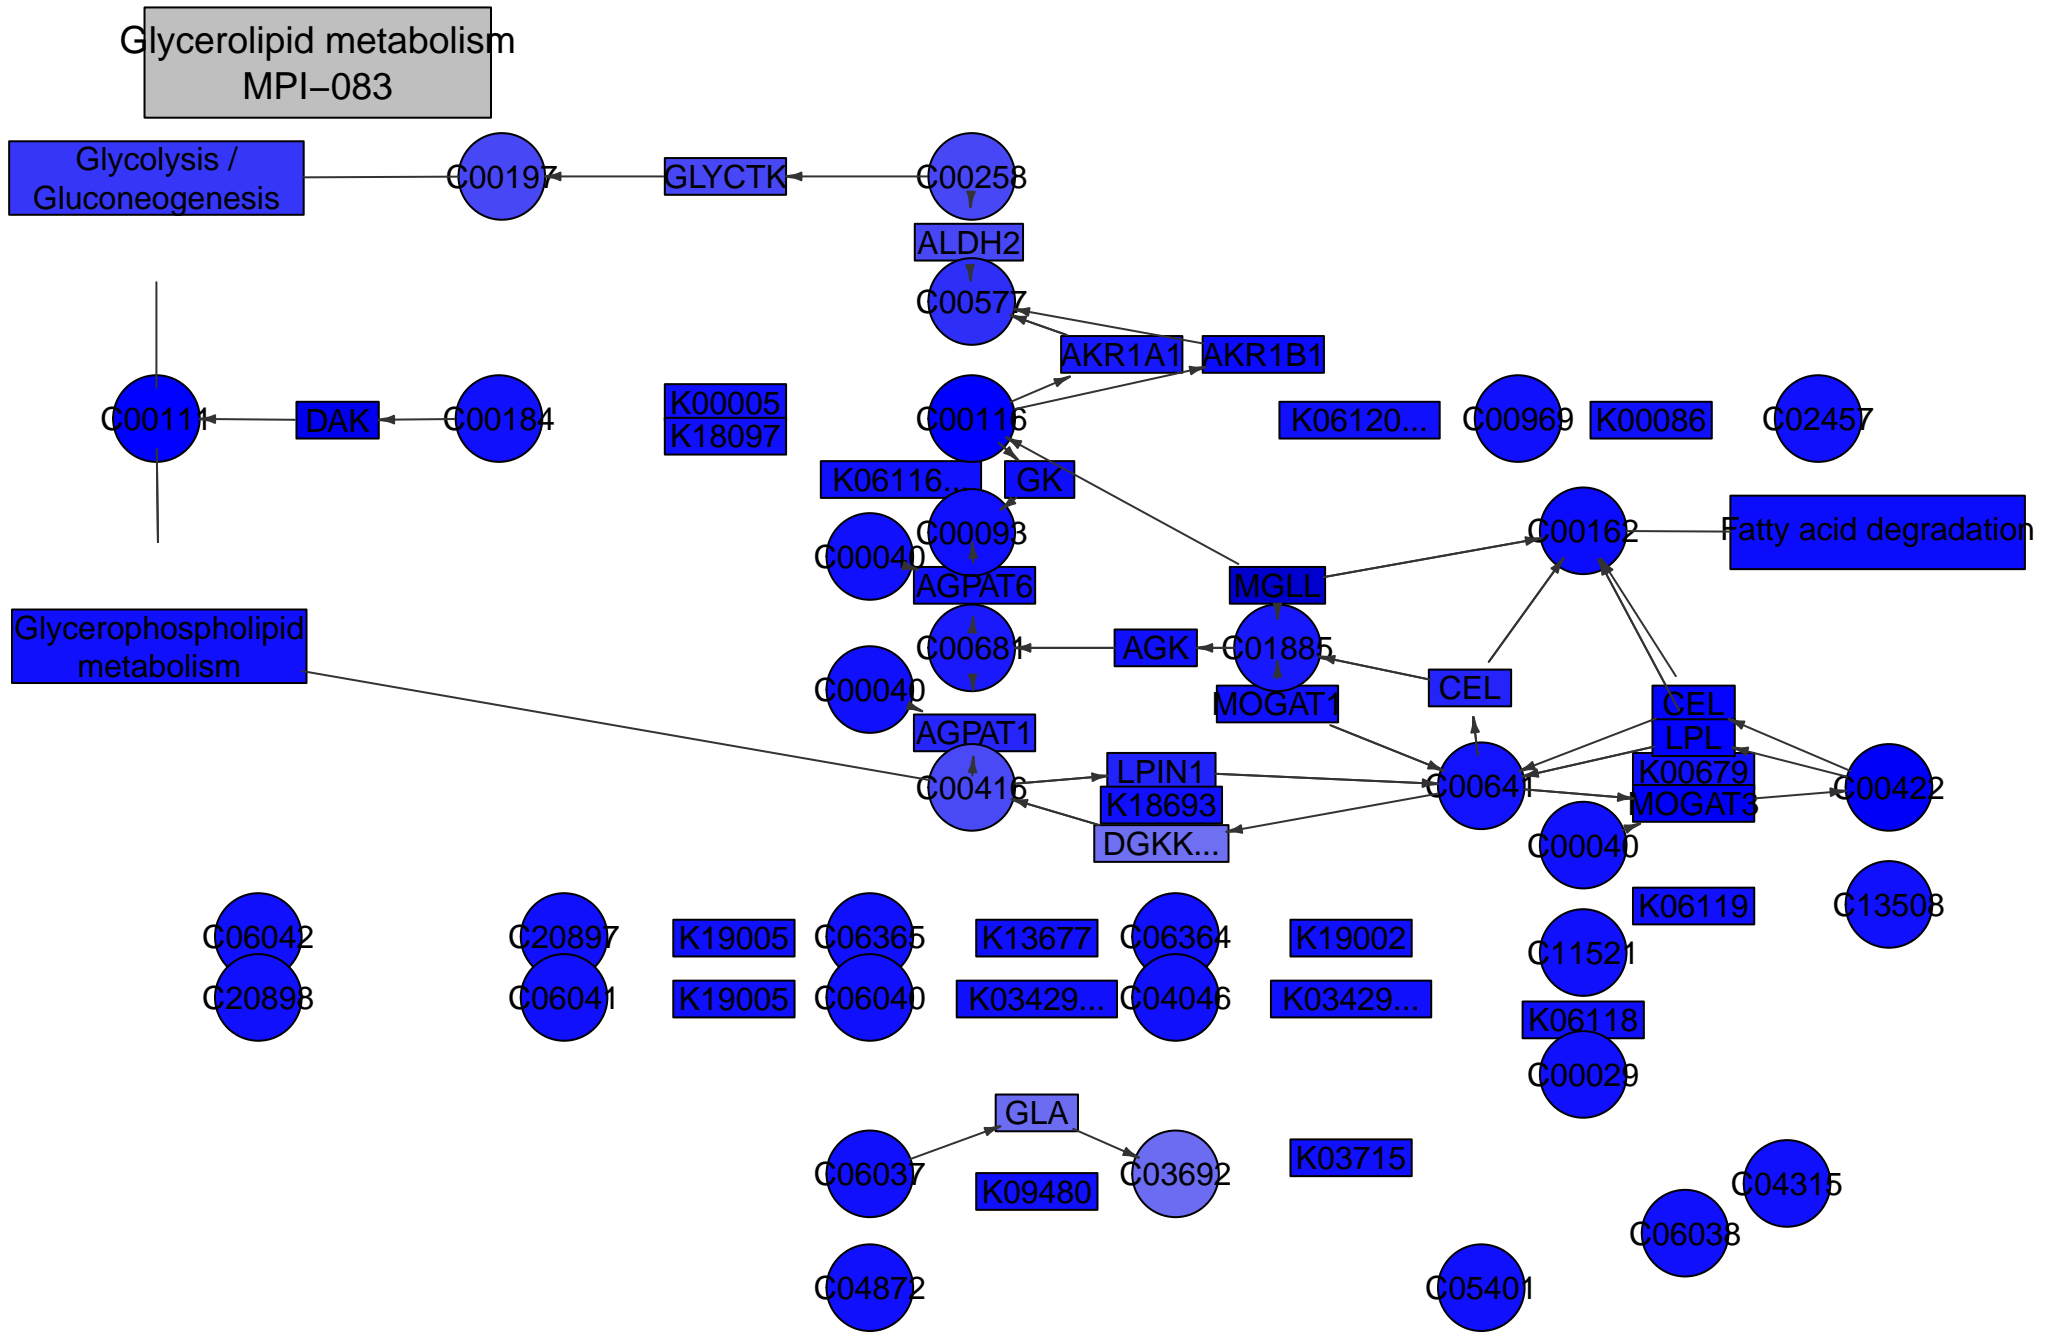 Glycerolipid metabolism
MPI−083
Glycolysis /
Gluconeogenesis
C00197
GLYCTK
C00258
ALDH2
C00577
AKR1A1
AKR1B1
C00111
DAK
C00184
K00005
K18097
C00116
K06120...
C00969
K00086
C02457
K06116...
GK
C00093
C00040
AGPAT6
MGLL
C00162
Fatty acid degradation
Glycerophospholipid
metabolism
C00681
AGK
C01885
C00040
MOGAT1
CEL
CEL
LPL
AGPAT1
C00416
LPIN1
K18693
DGKK...
C00641
K00679
MOGAT3
C00422
C00040
K06119
C13508
C06042
C20897
K19005
C06365
K13677
C06364
K19002
C11521
C20898
C06041
K19005
C06040
K03429...
C04046
K03429...
K06118
C00029
GLA
C06037
K09480
C03692
K03715
C04315
C06038
C04872
C05401